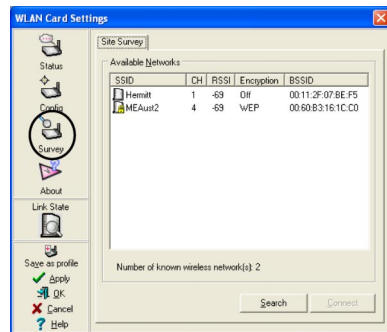 WLAN Card Settings
Status
Config
Survey
About
Link State
Save as profile
Apply
OK
Cancel
Help
Site Survey
Available Networks
SSID CH RSSI Encryption BSSID
Hermitt 1 -69 Off 00:11:2F:07:BE:F5
MEAust2 4 -69 WEP 00:60:B3:16:1C:C0
Number of known wireless network(s): 2
Search Connect